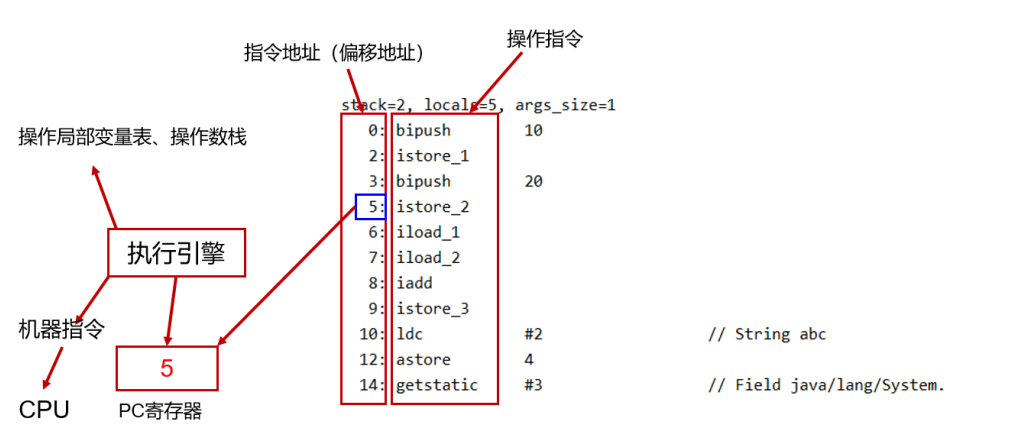 操作指令
指令地址（偏移地址）
stack=2, locals=5, args_size=1
0: bipush 10
操作局部变量表、操作数栈
2: istore_1
3: bipush 20
5: istore_2
6: iload_1
执行引擎
7: iload_2
8: iadd
9: istore_3
机器指令
10: ldc #2 // String abc
12: astore 4
5
14: getstatic #3 // Field java/lang/System.
CPU
PC寄存器